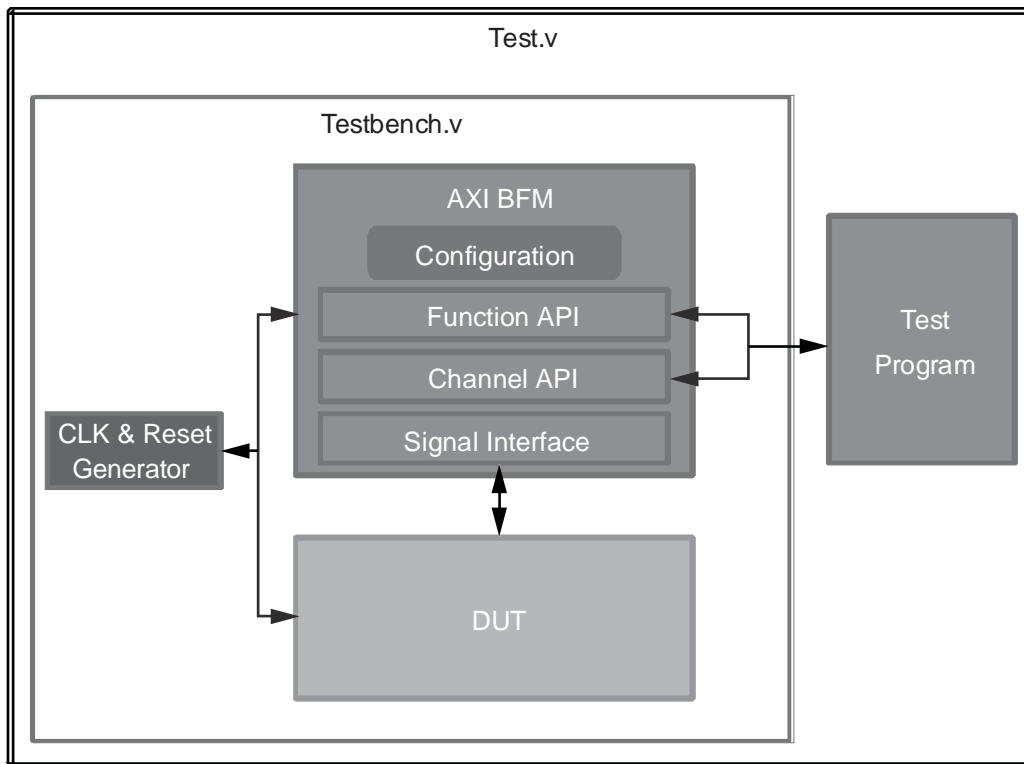 Test.v
Testbench.v
AXI BFM
Configuration
Function API
Channel API
Signal Interface
CLK & Reset
Generator
DUT
Test
Program